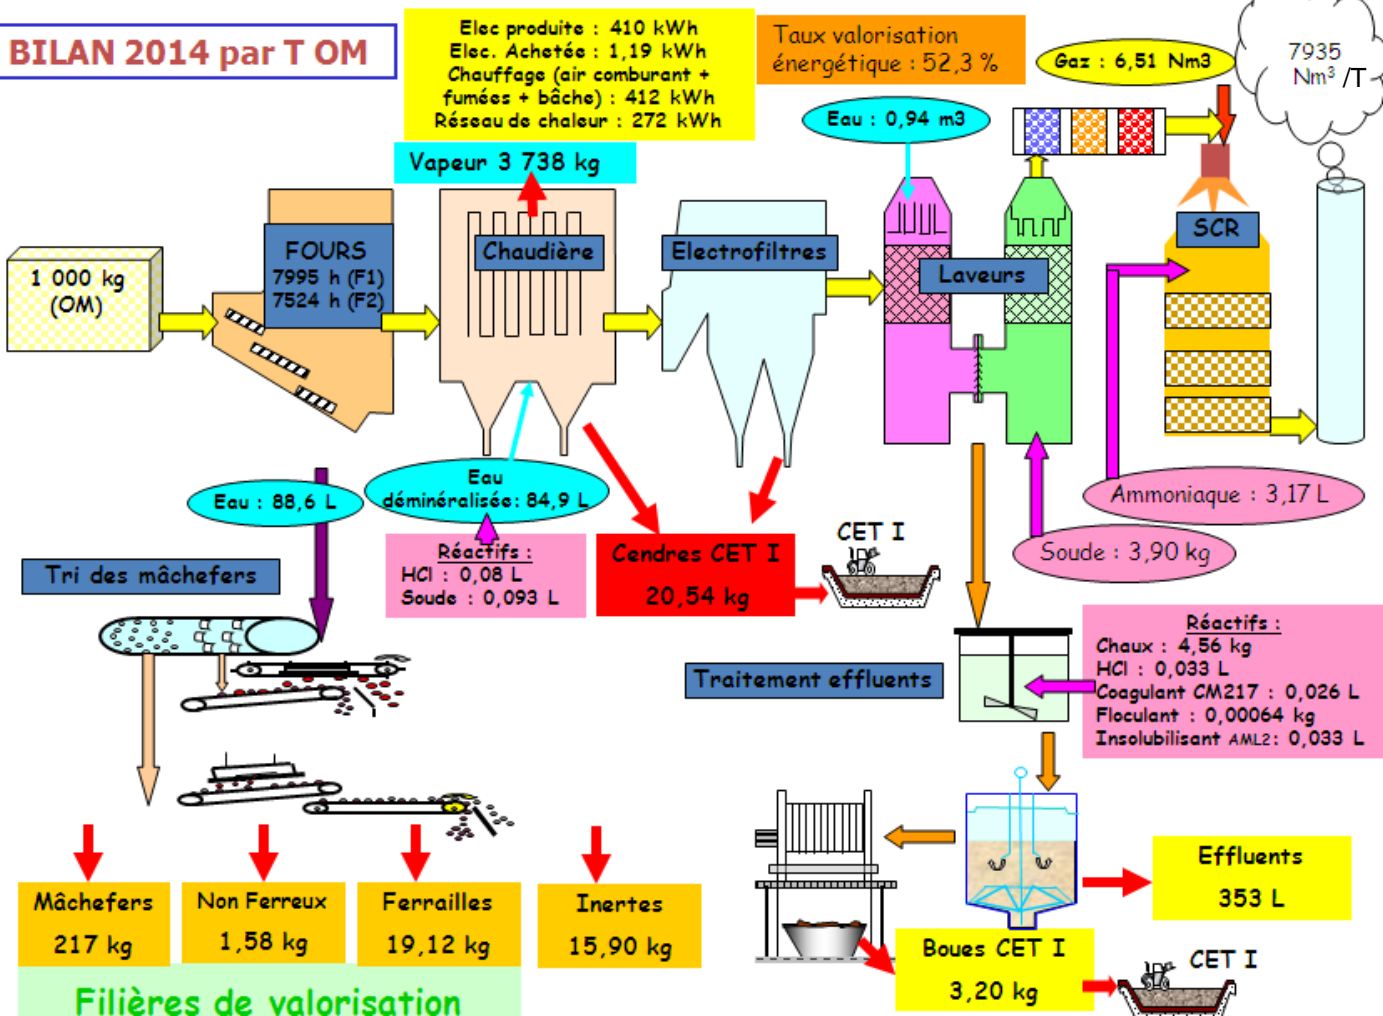 BILAN 2014 par T OM
Elec produite : 410 kWh
Elec. Achetée : 1,19 kWh
Chauffage (air comburant +
fumées + bâche) : 412 kWh
Réseau de chaleur : 272 kWh
Taux valorisation
énergétique : 52,3 %
Gaz : 6,51 Nm3
7935
Nm³ /T
Eau : 0,94 m3
Vapeur 3 738 kg
1 000 kg
(OM)
FOURS
7995 h (F1)
7524 h (F2)
Chaudière
Electrofiltres
Laveurs
SCR
Eau : 88,6 L
Eau
déminéralisée: 84,9 L
Ammoniaque : 3,17 L
Soude : 3,90 kg
Réactifs :
HCl : 0,08 L
Soude : 0,093 L
Cendres CET I
20,54 kg
CET I
Tri des mâchefers
Traitement effluents
Réactifs :
Chaux : 4,56 kg
HCl : 0,033 L
Coagulant CM217 : 0,026 L
Floculant : 0,00064 kg
Insolubilisant AML2: 0,033 L
Mâchefers
217 kg
Non Ferreux
1,58 kg
Ferrailles
19,12 kg
Inertes
15,90 kg
Effluents
353 L
Boues CET I
3,20 kg
CET I
Filières de valorisation